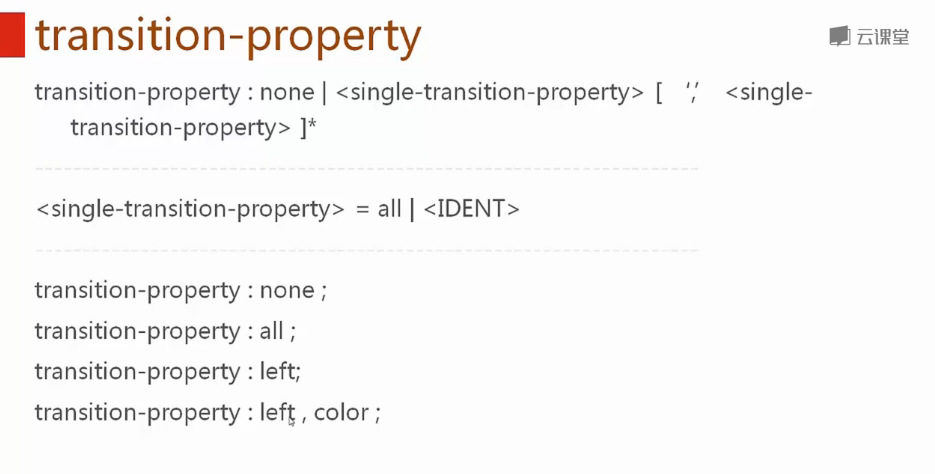 transition-property
云课堂
transition-property : none | <single-transition-property> [ ‘,’ <single-
transition-property> ]*
<single-transition-property> = all | <IDENT>
transition-property : none ;
transition-property : all ;
transition-property : left;
transition-property : left , color ;